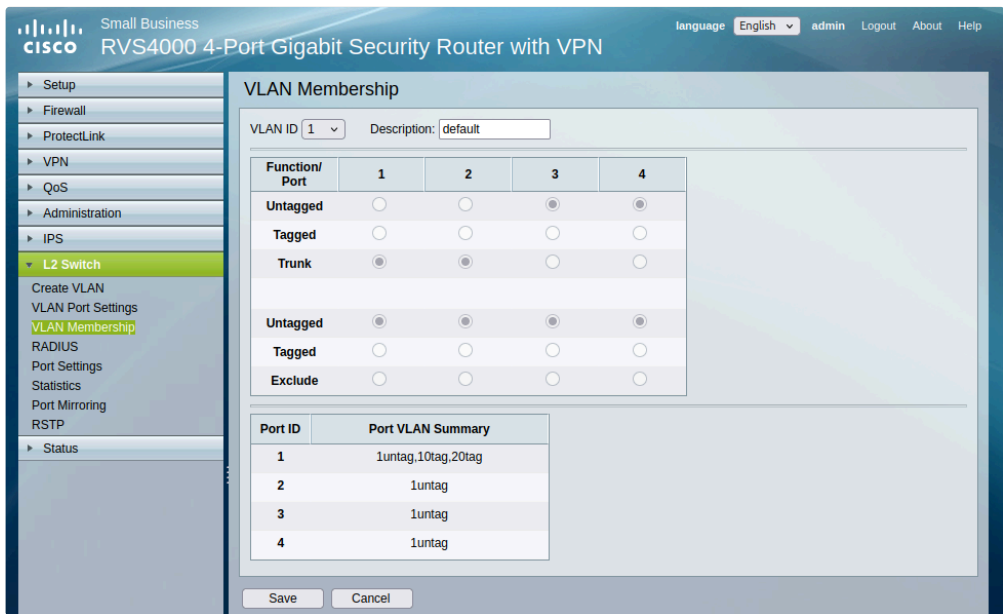 Small Business
language English admin Logout About Help
CISCO RVS4000 4-Port Gigabit Security Router with VPN
Setup
Firewall
ProtectLink
VPN
QoS
Administration
IPS
L2 Switch
Create VLAN
VLAN Port Settings
VLAN Membership
RADIUS
Port Settings
Statistics
Port Mirroring
RSTP
Status
VLAN Membership
VLAN ID 1 Description: default
Function/
Port 1 2 3 4
Untagged
Tagged
Trunk
Untagged
Tagged
Exclude
Port ID Port VLAN Summary
1 1untag,10tag,20tag
2 1untag
3 1untag
4 1untag
Save Cancel